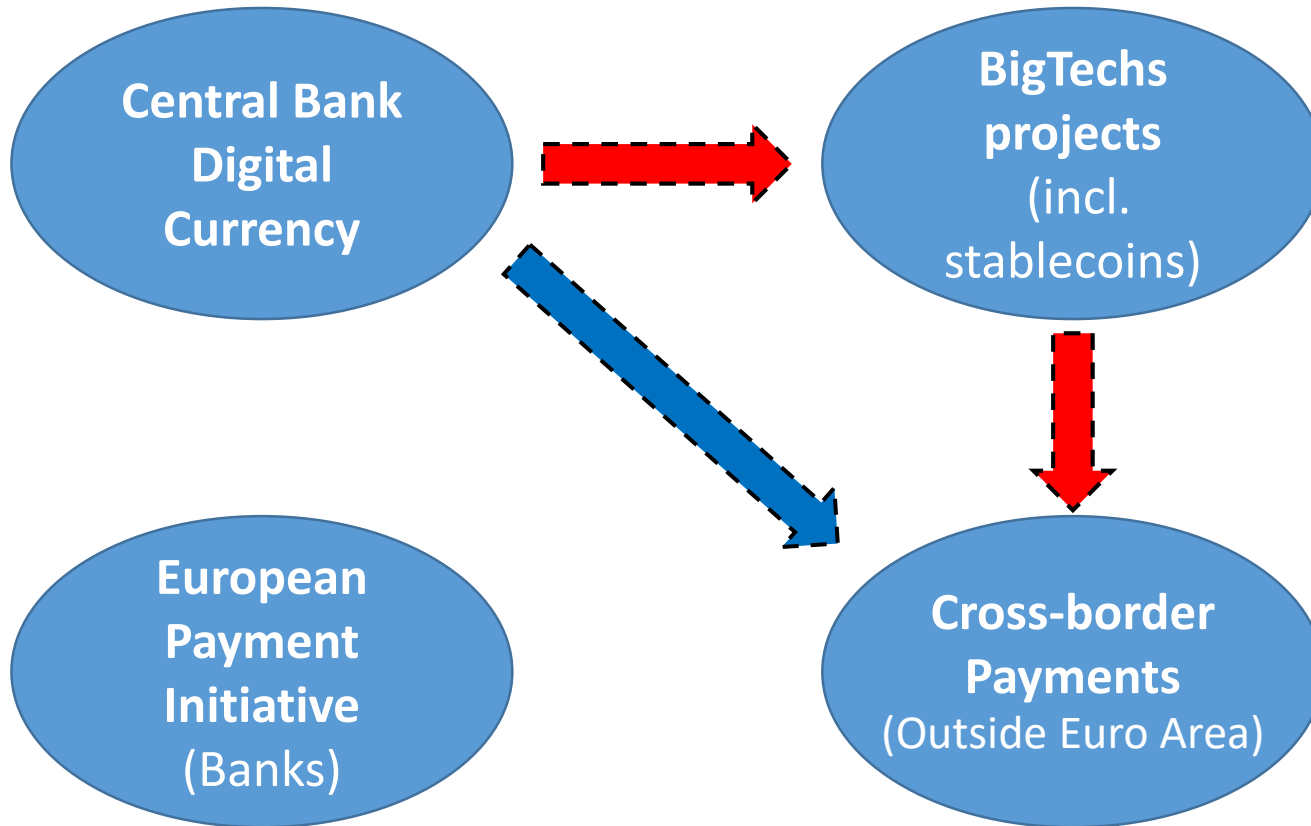 Central Bank
Digital
Currency
BigTechs
projects
(incl.
stablecoins)
European
Payment
Initiative
(Banks)
Cross-border
Payments
(Outside Euro Area)